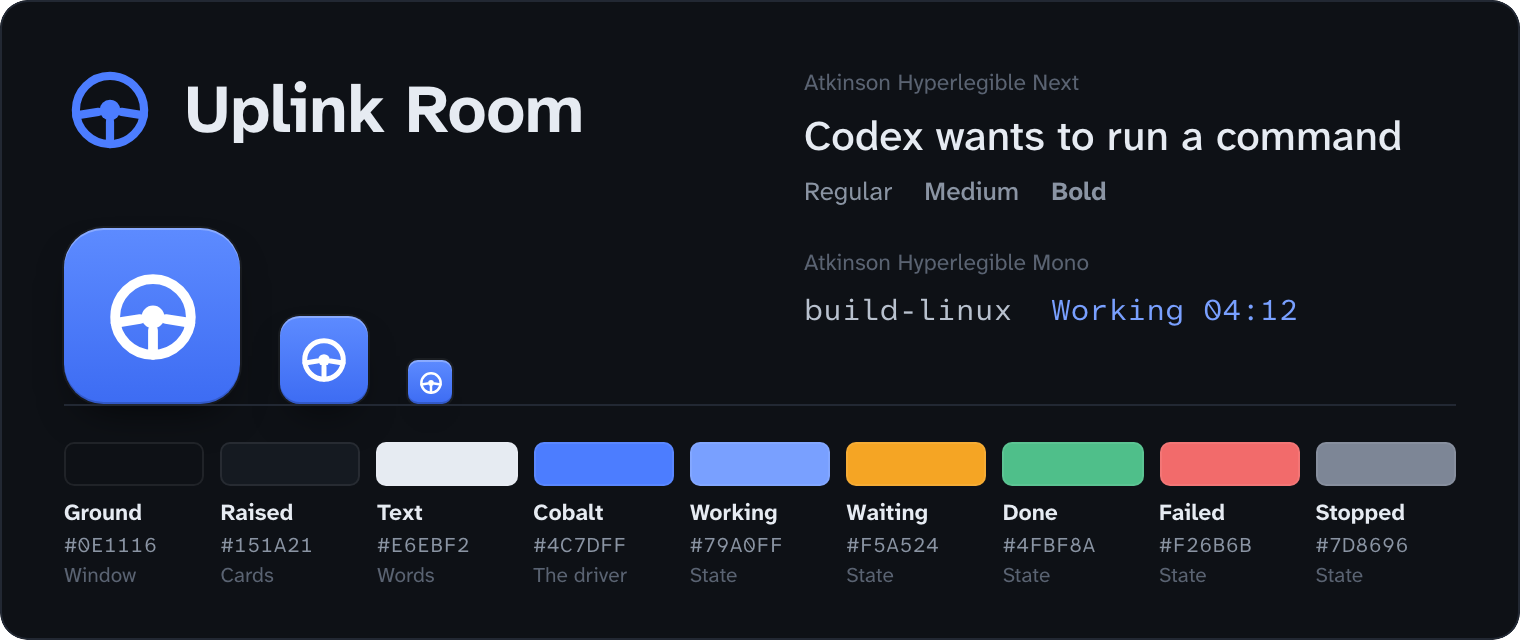 Uplink Room
Atkinson Hyperlegible Next
Codex wants to run a command
Regular Medium Bold
Atkinson Hyperlegible Mono
build-linux Working 04:12
Ground Raised Text Cobalt Working Waiting Done Failed Stopped
#0E1116 #151A21 #E6EBF2 #4C7DFF #79A0FF #F5A524 #4FBF8A #F26B6B #7D8696
Window Cards Words The driver State State State State State